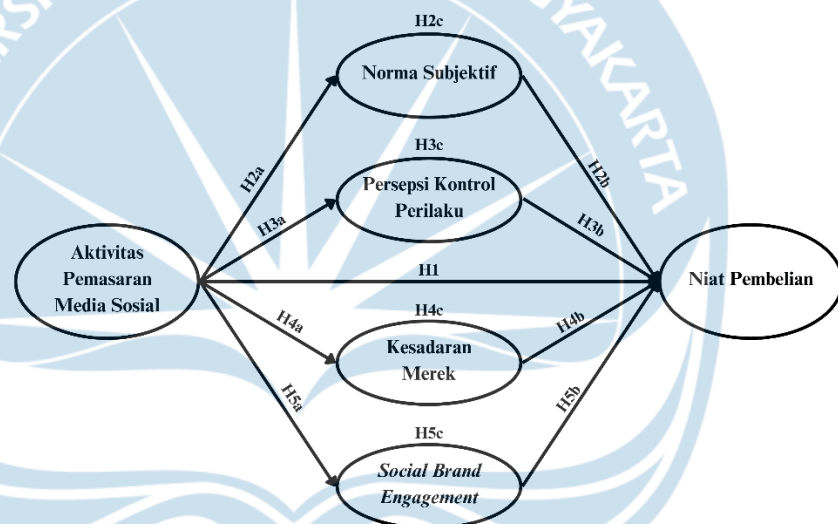 H2c
Norma Subjektif
H2a
H2b
H3c
Persepsi Kontrol
Perilaku
H3a
H3b
Aktivitas
Pemasaran
Media Sosial
H1
Niat Pembelian
H4c
Kesadaran
Merek
H4a
H4b
H5c
Social Brand
Engagement
H5a
H5b
YAKARTA